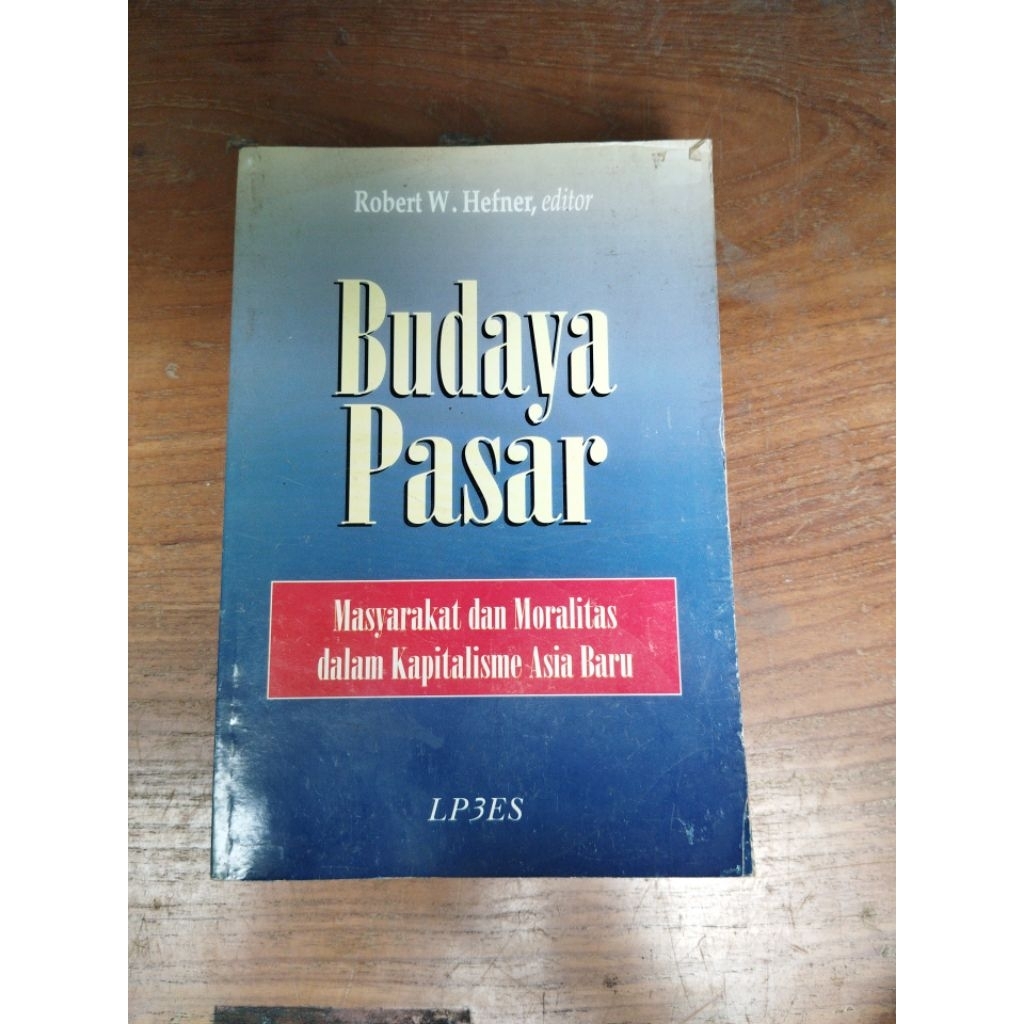 Robert W. Hefner, editor
Budaya
Pasar
Masyarakat dan Moralitas
dalam Kapitalisme Asia Baru
LP3ES